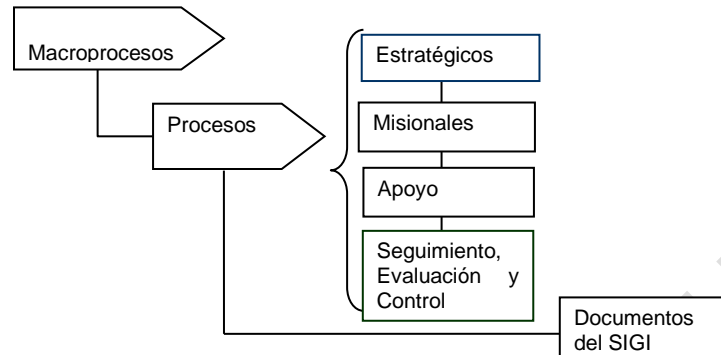 Macroprocesos
Procesos
Estratégicos
Misionales
Apoyo
Seguimiento,
Evaluación y
Control
Documentos
del SIGI